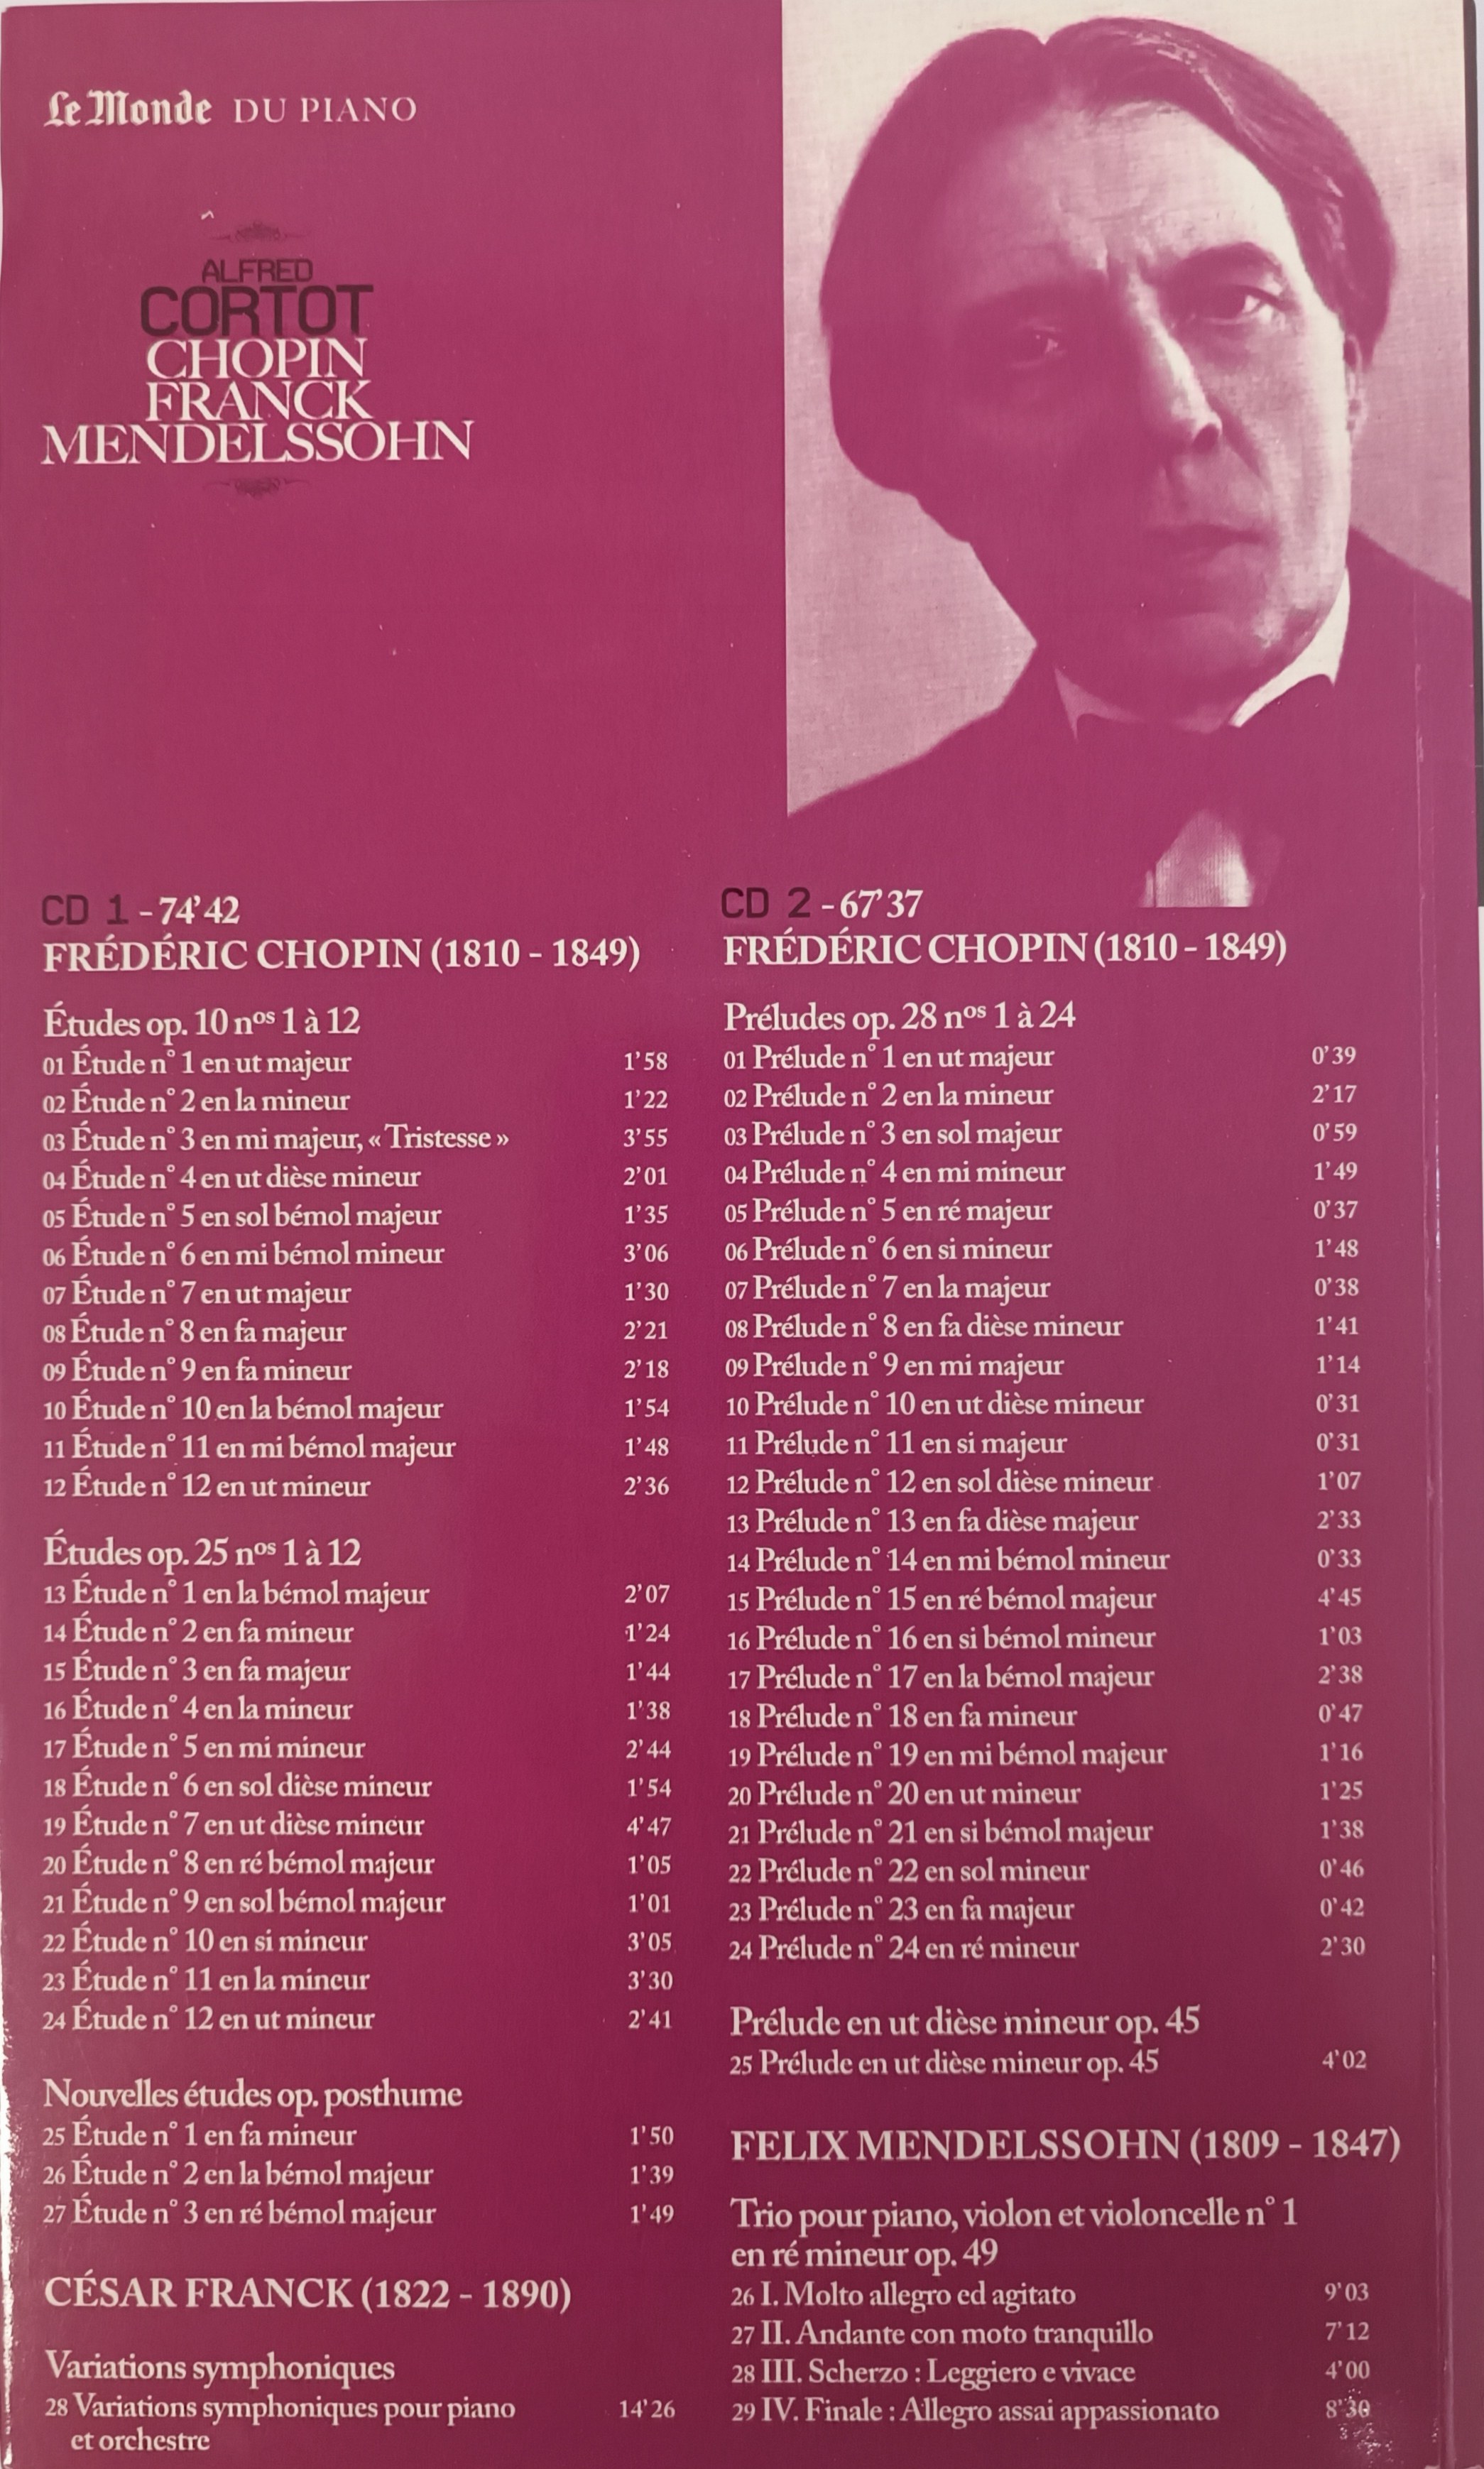 Le Monde DU PIANO
ALFRED
CORTOT
CHOPIN
FRANCK
MENDELSSOHN
CD 1 - 74'42
FRÉDÉRIC CHOPIN (1810 - 1849)
Études op. 10 nos 1 à 12
01 Étude n° 1 en ut majeur 1'58
02 Étude n° 2 en la mineur 1'22
03 Étude n° 3 en mi majeur, « Tristesse » 3'55
04 Étude n° 4 en ut dièse mineur 2'01
05 Étude n° 5 en sol bémol majeur 1'35
06 Étude n° 6 en mi bémol mineur 3'06
07 Étude n° 7 en ut majeur 1'30
08 Étude n° 8 en fa majeur 2'21
09 Étude n° 9 en fa mineur 2'18
10 Étude n° 10 en la bémol majeur 1'54
11 Étude n° 11 en mi bémol majeur 1'48
12 Étude n° 12 en ut mineur 2'36
Études op. 25 nos 1 à 12
13 Étude n° 1 en la bémol majeur 2'07
14 Étude n° 2 en fa mineur 1'24
15 Étude n° 3 en fa majeur 1'44
16 Étude n° 4 en la mineur 1'38
17 Étude n° 5 en mi mineur 2'44
18 Étude n° 6 en sol dièse mineur 1'54
19 Étude n° 7 en ut dièse mineur 4'47
20 Étude n° 8 en ré bémol majeur 1'05
21 Étude n° 9 en sol bémol majeur 1'01
22 Étude n° 10 en si mineur 3'05
23 Étude n° 11 en la mineur 3'30
24 Étude n° 12 en ut mineur 2'41
Nouvelles études op. posthume
25 Étude n° 1 en fa mineur 1'50
26 Étude n° 2 en la bémol majeur 1'39
27 Étude n° 3 en ré bémol majeur 1'49
CÉSAR FRANCK (1822 - 1890)
Variations symphoniques
28 Variations symphoniques pour piano 14'26
et orchestre
CD 2 - 67'37
FRÉDÉRIC CHOPIN (1810 - 1849)
Préludes op. 28 nos 1 à 24
01 Prélude n° 1 en ut majeur 0'39
02 Prélude n° 2 en la mineur 2'17
03 Prélude n° 3 en sol majeur 0'59
04 Prélude n° 4 en mi mineur 1'49
05 Prélude n° 5 en ré majeur 0'37
06 Prélude n° 6 en si mineur 1'48
07 Prélude n° 7 en la majeur 0'38
08 Prélude n° 8 en fa dièse mineur 1'41
09 Prélude n° 9 en mi majeur 1'14
10 Prélude n° 10 en ut dièse mineur 0'31
11 Prélude n° 11 en si majeur 0'31
12 Prélude n° 12 en sol dièse mineur 1'07
13 Prélude n° 13 en fa dièse majeur 2'33
14 Prélude n° 14 en mi bémol mineur 0'33
15 Prélude n° 15 en ré bémol majeur 4'45
16 Prélude n° 16 en si bémol mineur 1'03
17 Prélude n° 17 en la bémol majeur 2'38
18 Prélude n° 18 en fa mineur 0'47
19 Prélude n° 19 en mi bémol majeur 1'16
20 Prélude n° 20 en ut mineur 1'25
21 Prélude n° 21 en si bémol majeur 1'38
22 Prélude n° 22 en sol mineur 0'46
23 Prélude n° 23 en fa majeur 0'42
24 Prélude n° 24 en ré mineur 2'30
Prélude en ut dièse mineur op. 45
25 Prélude en ut dièse mineur op. 45 4'02
FELIX MENDELSSOHN (1809 - 1847)
Trio pour piano, violon et violoncelle n° 1
en ré mineur op. 49
26 I. Molto allegro ed agitato 9'03
27 II. Andante con moto tranquillo 7'12
28 III. Scherzo : Leggiero e vivace 4'00
29 IV. Finale : Allegro assai appassionato 8'30